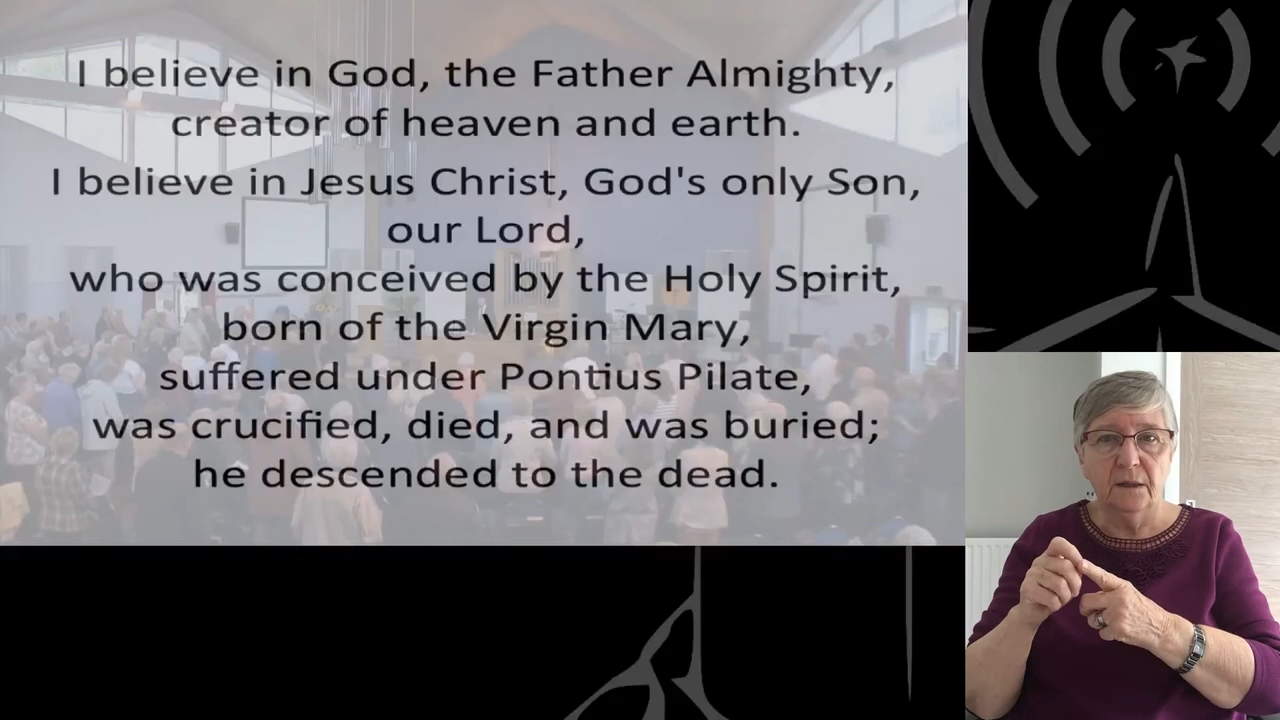 I believe in God, the Father Almighty,
creator of heaven and earth.
I believe in Jesus Christ, God's only Son,
our Lord,
who was conceived by the Holy Spirit,
born of the Virgin Mary,
suffered under Pontius Pilate,
was crucified, died, and was buried;
he descended to the dead.